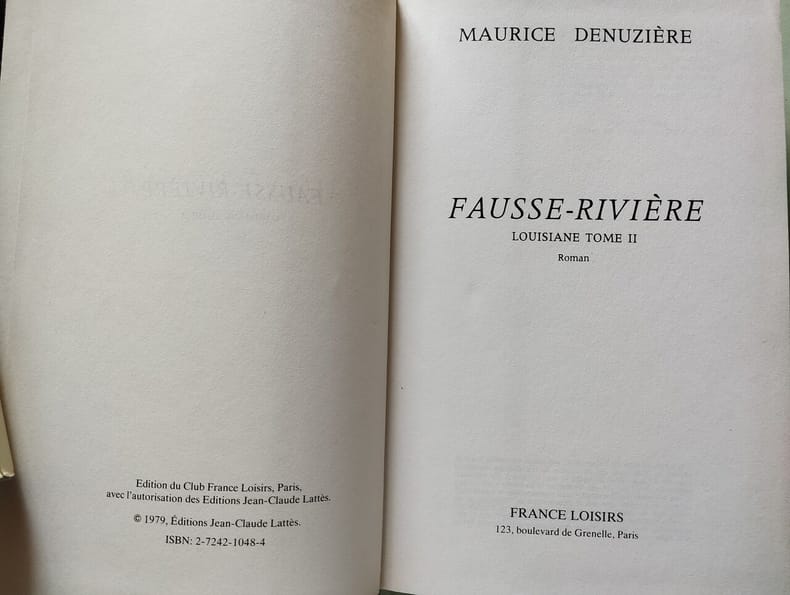 Edition du Club France Loisirs, Paris,
avec l'autorisation des Editions Jean-Claude Lattès.
© 1979, Éditions Jean-Claude Lattès.
ISBN: 2-7242-1048-4
MAURICE DENUZIÈRE
FAUSSE-RIVIÈRE
LOUISIANE TOME II
Roman
FRANCE LOISIRS
123, boulevard de Grenelle, Paris